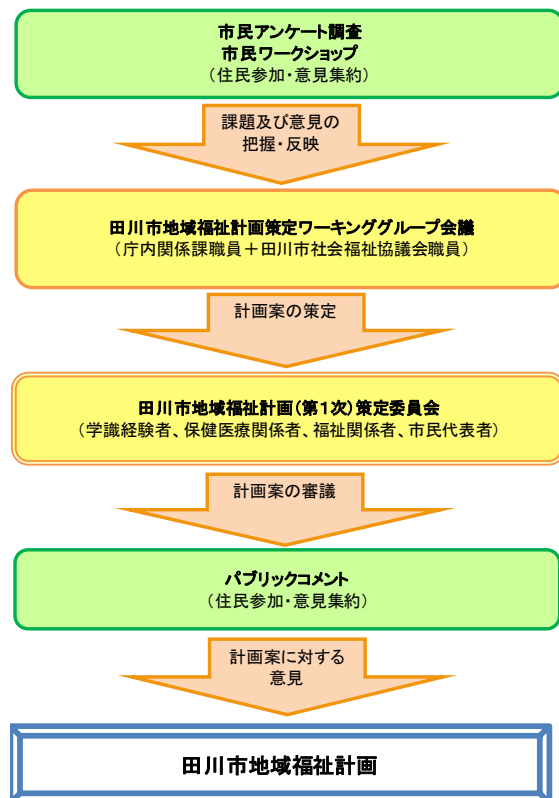 市民アンケート調査
市民ワークショップ
（住民参加・意見集約）
課題及び意見の
把握・反映
田川市地域福祉計画策定ワーキンググループ会議
（庁内関係課職員＋田川市社会福祉協議会職員）
計画案の策定
田川市地域福祉計画（第１次）策定委員会
（学識経験者、保健医療関係者、福祉関係者、市民代表者）
計画案の審議
パブリックコメント
（住民参加・意見集約）
計画案に対する
意見
田川市地域福祉計画